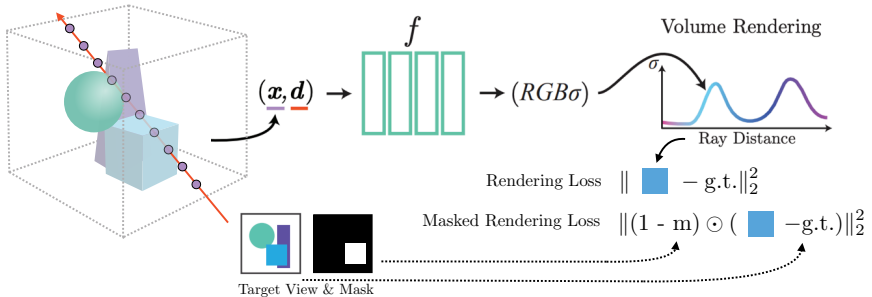 Volume Rendering
f
(x, d)
(RGBσ)
σ
Ray Distance
Rendering Loss ‖ − g.t.‖₂²
Masked Rendering Loss ‖(1 - m) ⊙ ( −g.t.)‖₂²
Target View & Mask